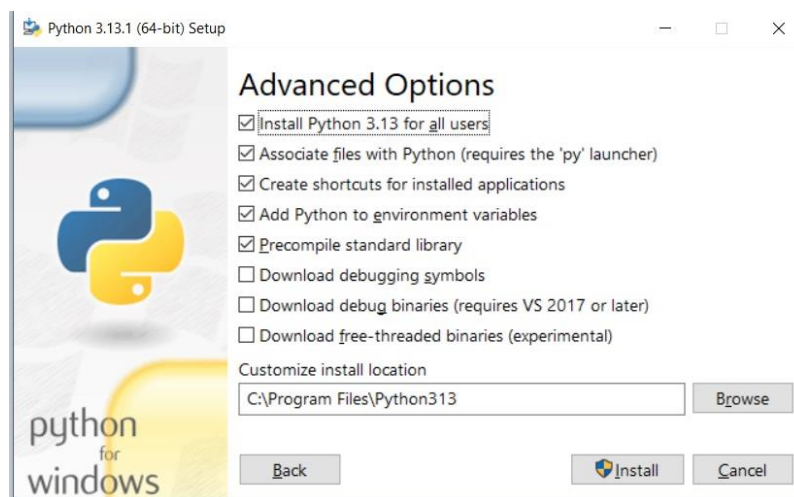 Python 3.13.1 (64-bit) Setup
Advanced Options
Install Python 3.13 for all users
Associate files with Python (requires the 'py' launcher)
Create shortcuts for installed applications
Add Python to environment variables
Precompile standard library
Download debugging symbols
Download debug binaries (requires VS 2017 or later)
Download free-threaded binaries (experimental)
Customize install location
C:\Program Files\Python313
Browse
python
for
windows
Back
Install
Cancel